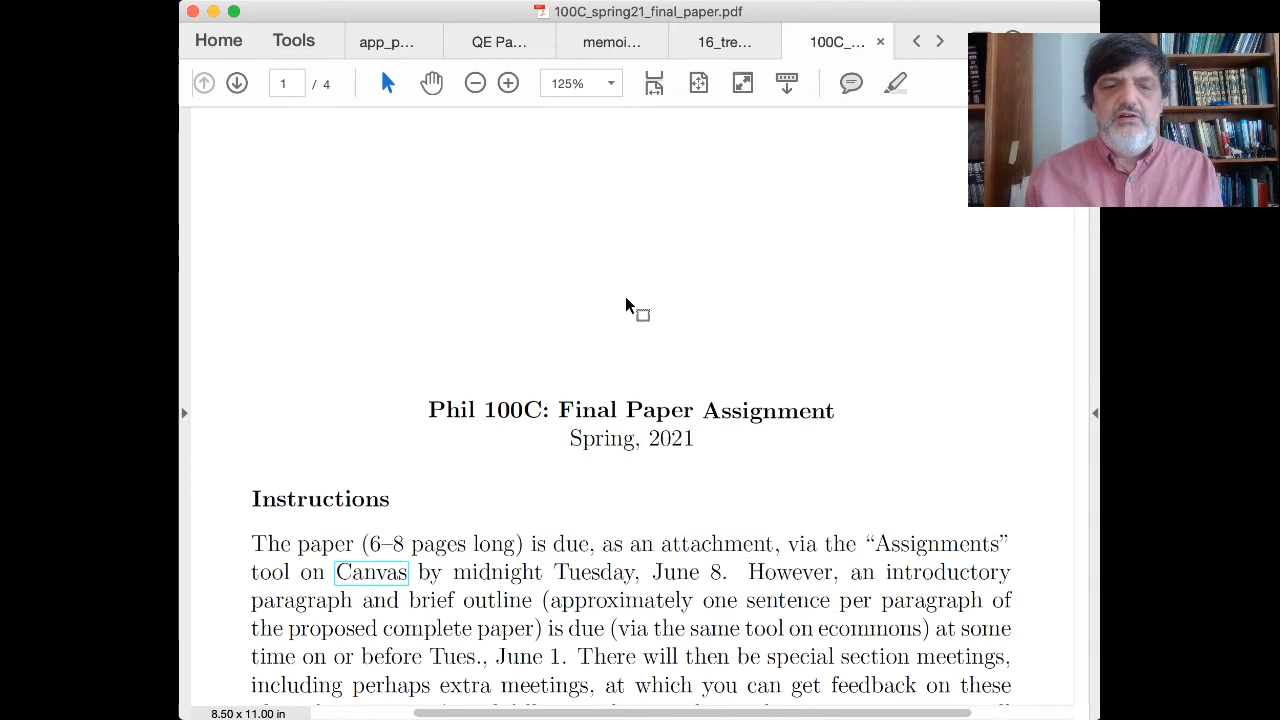 100C_spring21_final_paper.pdf
Home Tools app_p... QE Pa... memoi... 16_tre... 100C_... ×
1 / 4 125%
Phil 100C: Final Paper Assignment
Spring, 2021
Instructions
The paper (6–8 pages long) is due, as an attachment, via the “Assignments”
tool on Canvas by midnight Tuesday, June 8. However, an introductory
paragraph and brief outline (approximately one sentence per paragraph of
the proposed complete paper) is due (via the same tool on ecommons) at some
time on or before Tues., June 1. There will then be special section meetings,
including perhaps extra meetings, at which you can get feedback on these
8.50 x 11.00 in